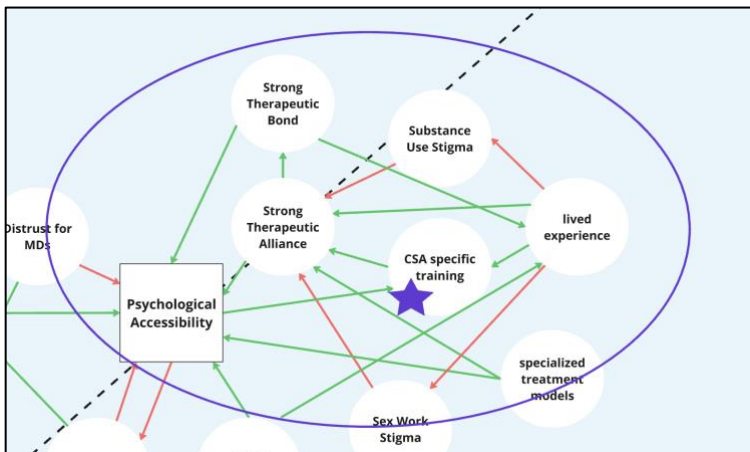 Strong
Therapeutic
Bond
Substance
Use Stigma
Distrust for
MDs
Strong
Therapeutic
Alliance
lived
experience
CSA specific
training
Psychological
Accessibility
specialized
treatment
models
Sex Work
Stigma